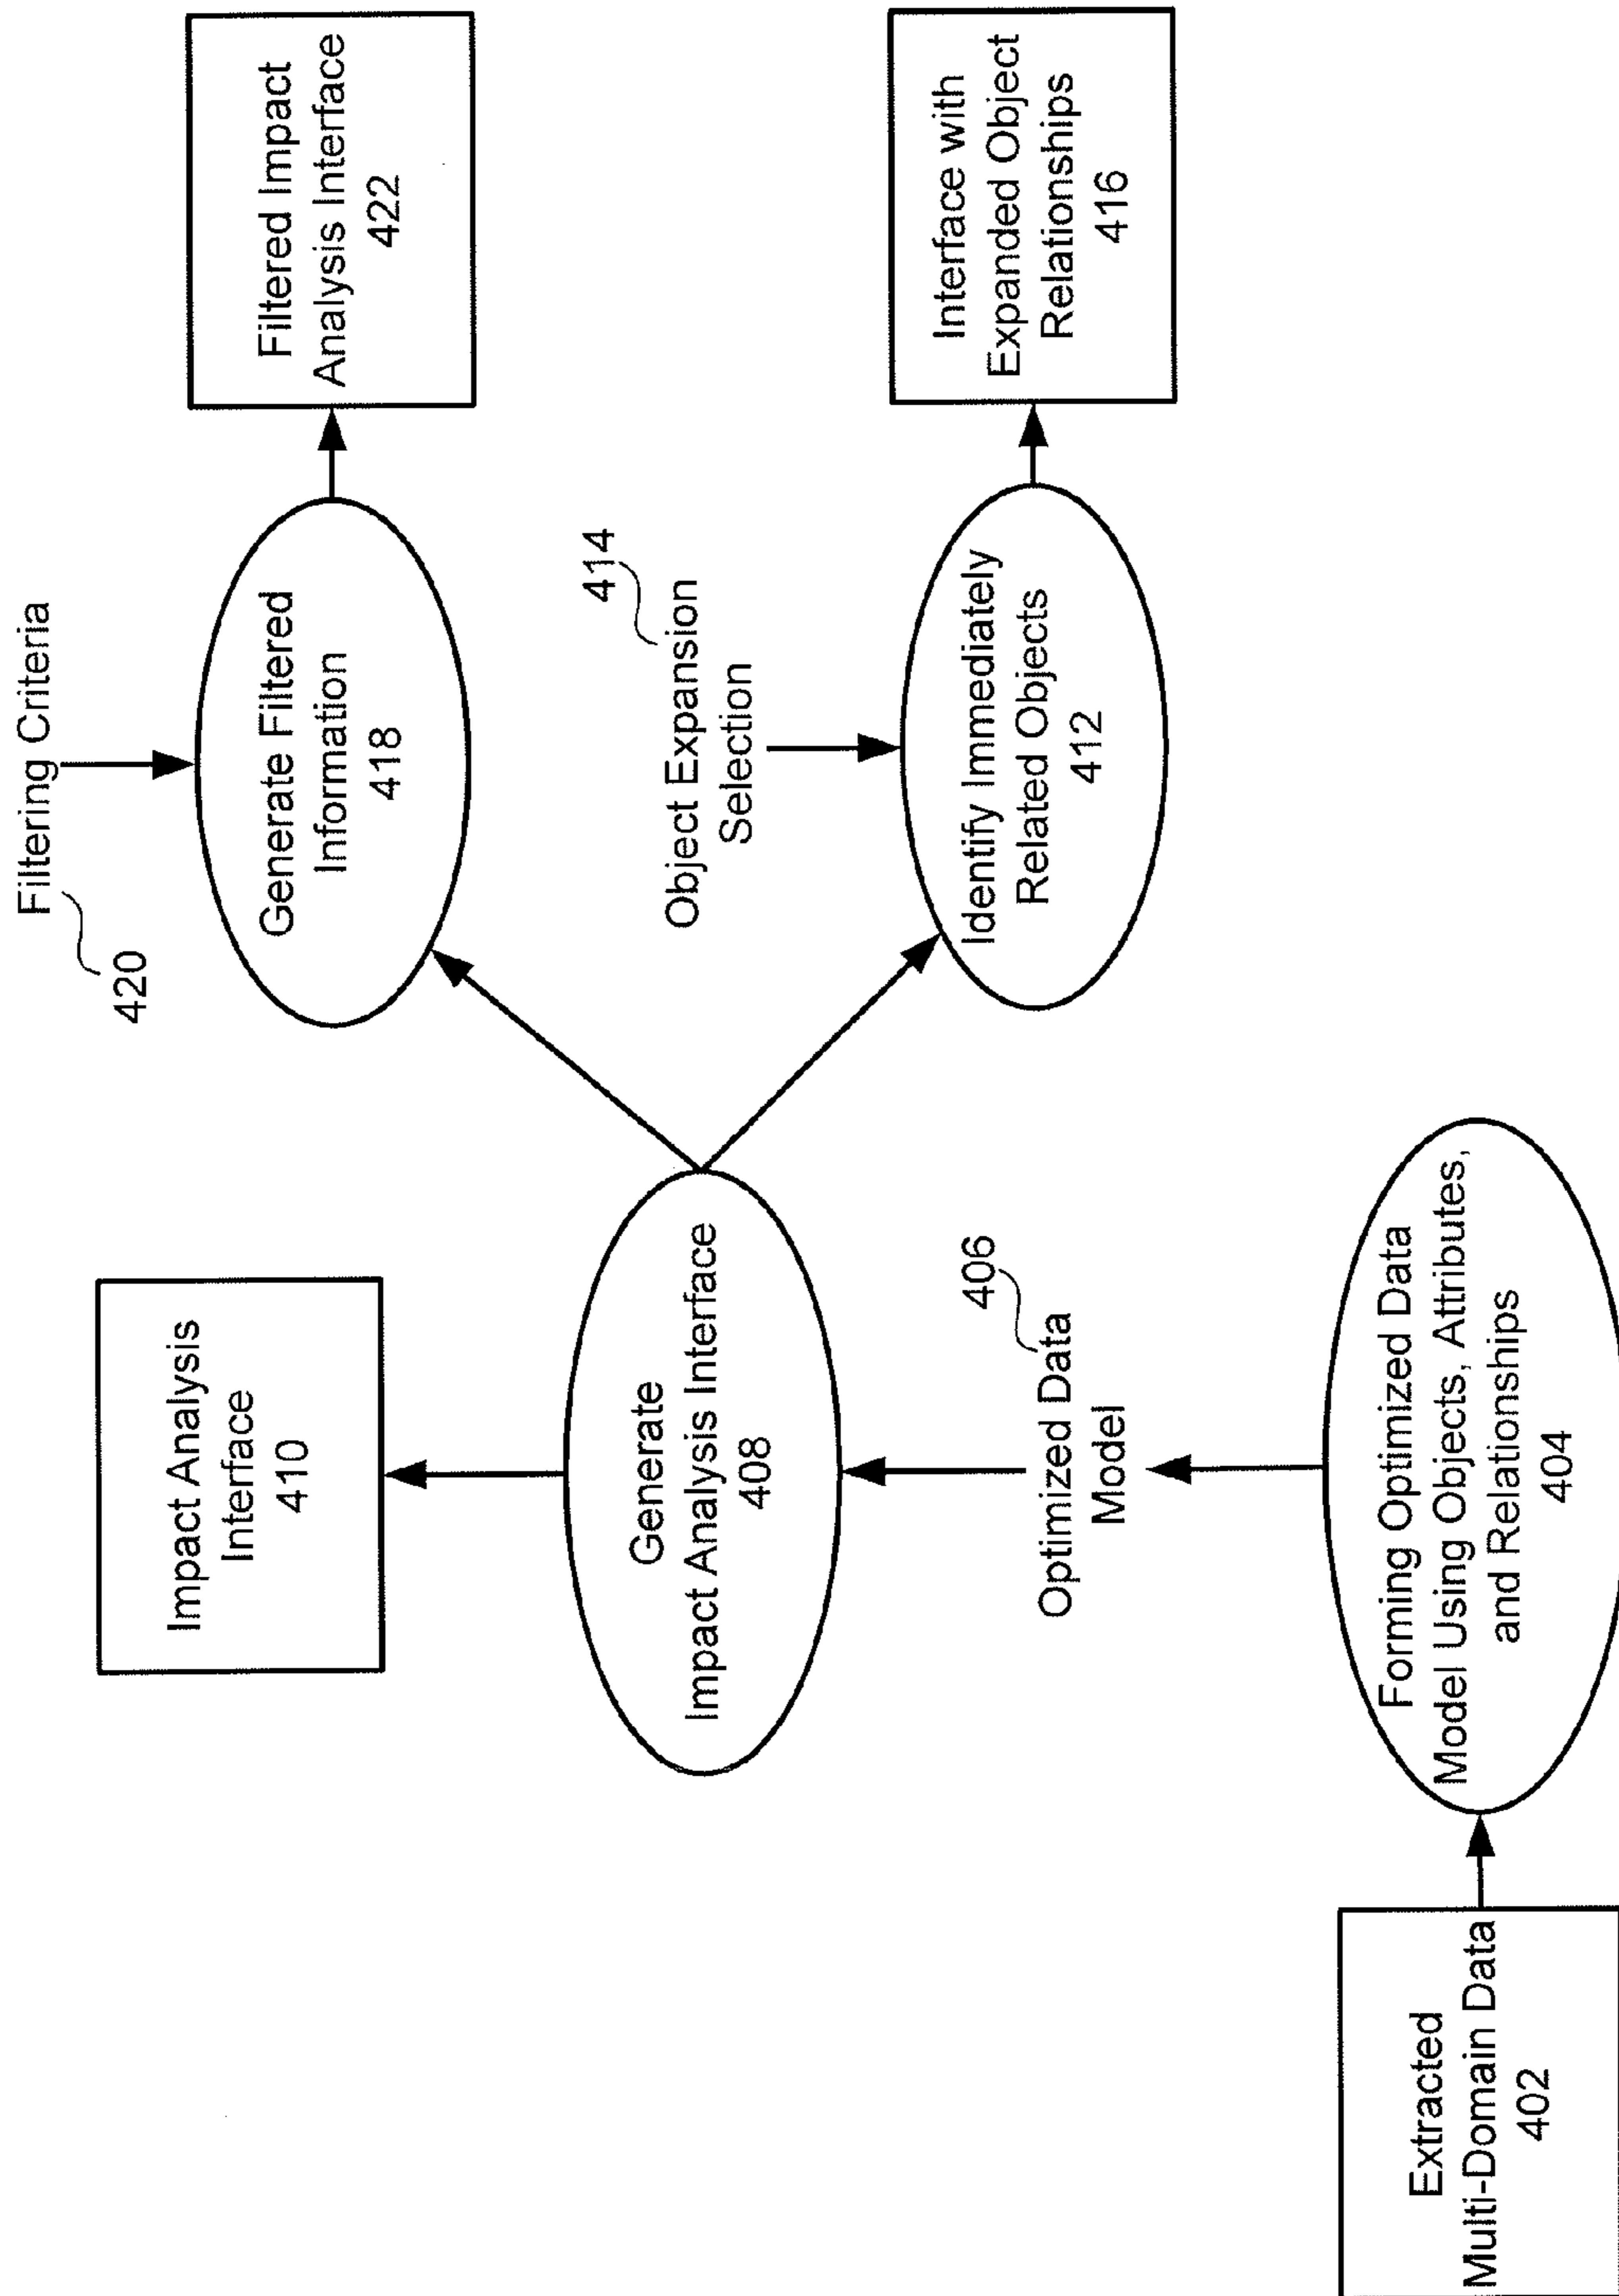 Filtering Criteria
420
Generate Filtered
Information
418
Filtered Impact
Analysis Interface
422
Object Expansion
Selection
414
Identify Immediately
Related Objects
412
Interface with
Expanded Object
Relationships
416
Impact Analysis
Interface
410
Generate
Impact Analysis Interface
408
Optimized Data
Model
406
Forming Optimized Data
Model Using Objects, Attributes,
and Relationships
404
Extracted
Multi-Domain Data
402